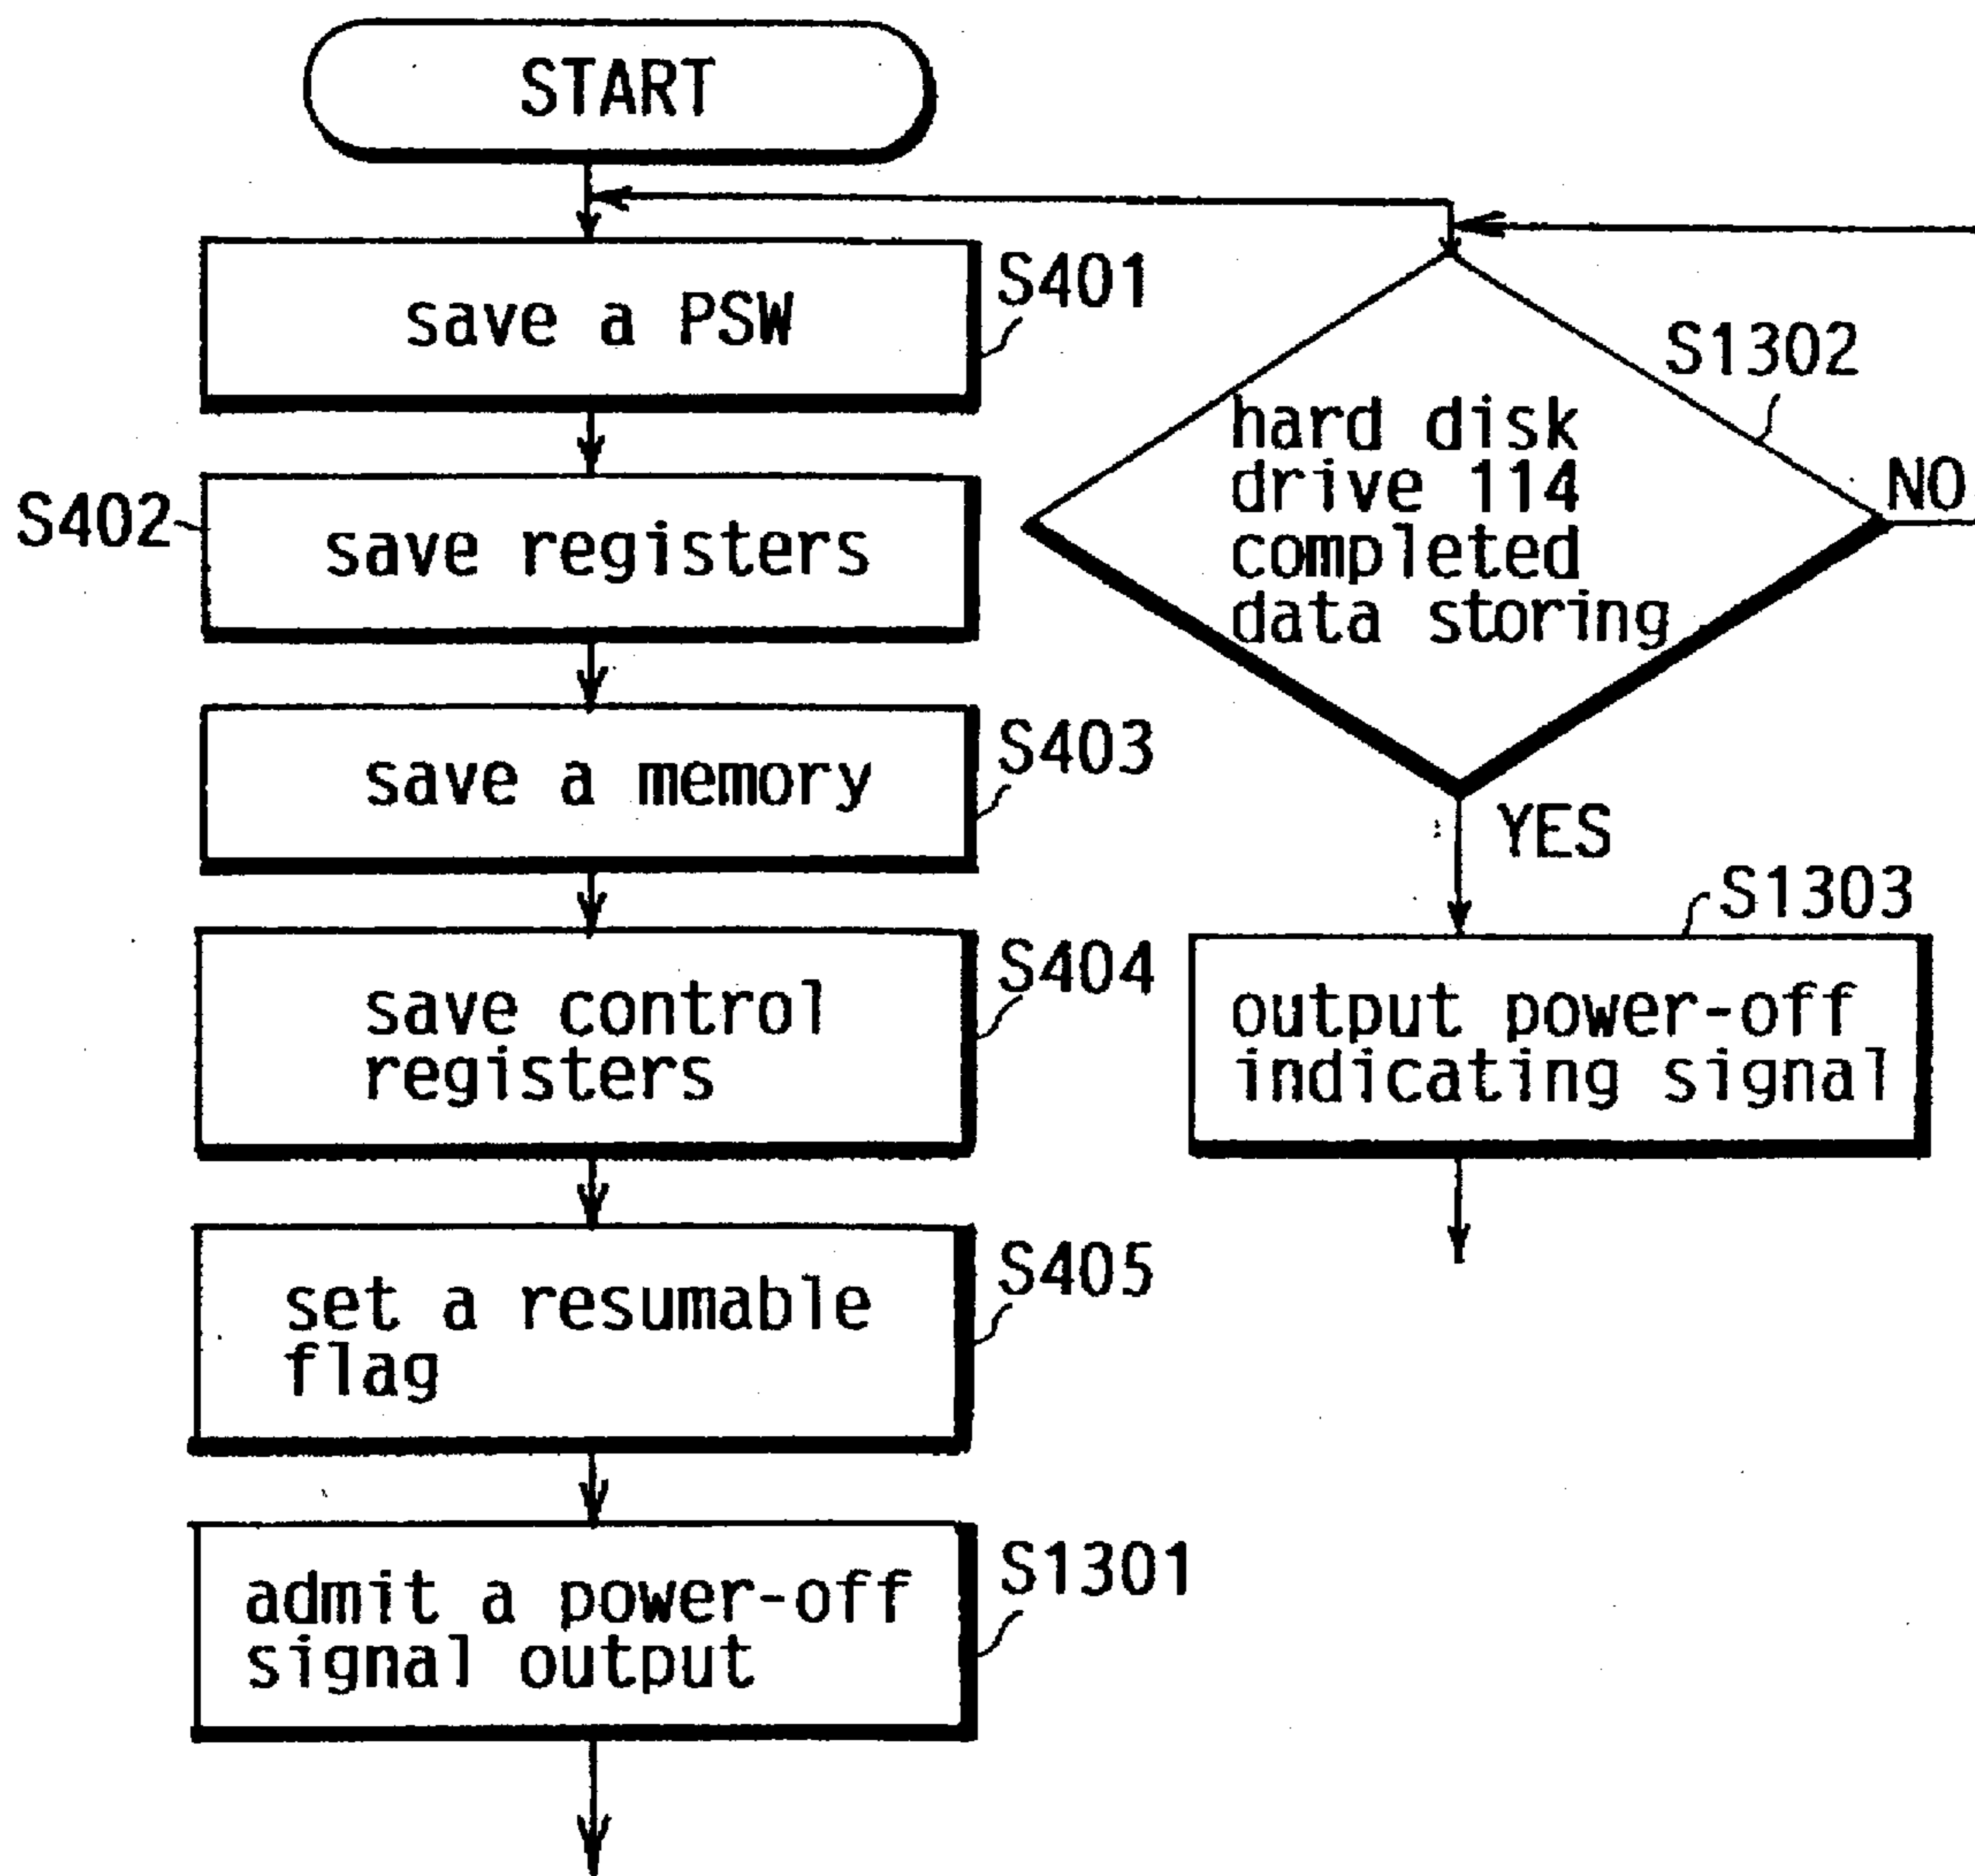 START
save a PSW
S401
S402
save registers
save a memory
S403
save control
registers
S404
set a resumable
flag
S405
admit a power-off
signal output
S1301
S1302
hard disk
drive 114
completed
data storing
NO
YES
S1303
output power-off
indicating signal